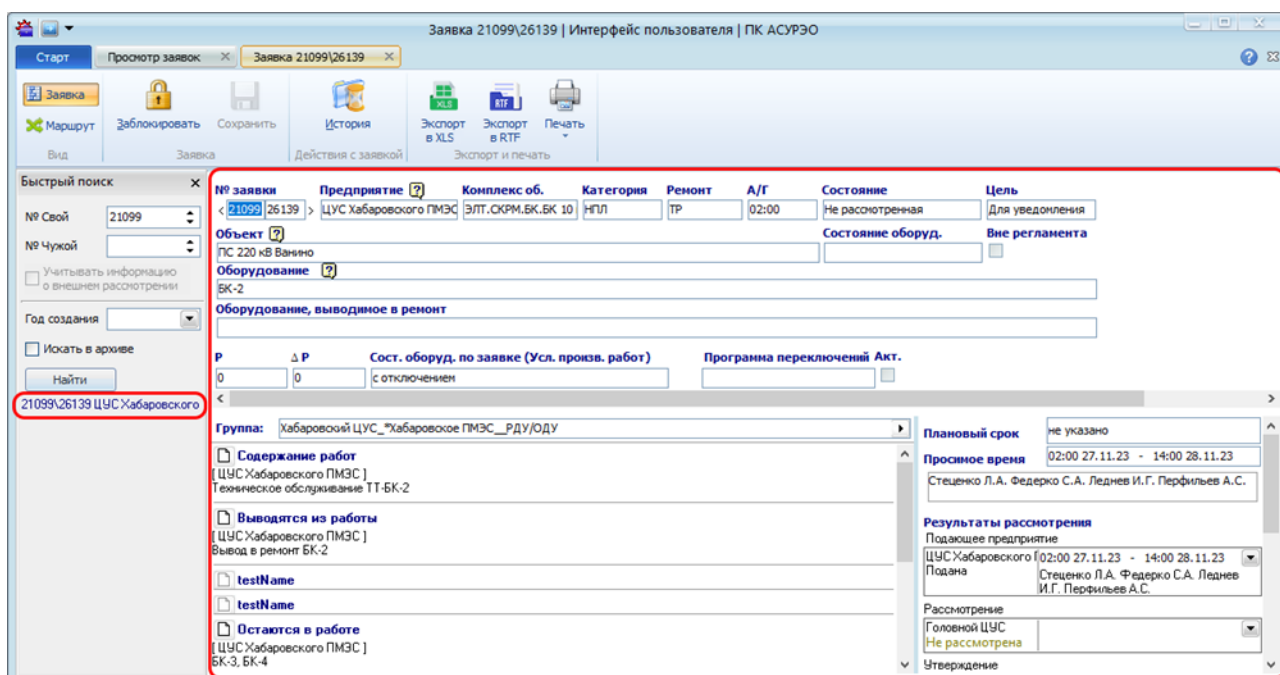 Заявка 21099\26139 | Интерфейс пользователя | ПК АСУРЭО
Старт Просмотр заявок Заявка 21099\26139
Заявка
Маршрут
Заблокировать Сохранить История Экспорт в XLS Экспорт в RTF Печать
Вид Заявка Действия с заявкой Экспорт и печать
Быстрый поиск
№ Свой 21099
№ Чужой
Учитывать информацию
о внешнем рассмотрении
Год создания
Искать в архиве
Найти
21099\26139 ЦУС Хабаровского
№ заявки Предприятие Комплекс об. Категория Ремонт А/Г Состояние Цель
< 21099 26139 > ЦУС Хабаровского ПМЭС ЭЛТ.СКРМ.БК.БК 10 НПЛ ТР 02:00 Не рассмотренная Для уведомления
Объект Состояние оборуд. Вне регламента
ПС 220 кВ Ванино
Оборудование
БК-2
Оборудование, выводимое в ремонт
P Δ P Сост. оборуд. по заявке (Усл. произв. работ) Программа переключений Акт.
0 0 с отключением
Группа: Хабаровский ЦУС_*Хабаровское ПМЭС__РДУ/ОДУ
Содержание работ
[ ЦУС Хабаровского ПМЭС ]
Техническое обслуживание ТТ-БК-2
Выводятся из работы
[ ЦУС Хабаровского ПМЭС ]
Вывод в ремонт БК-2
testName
testName
Остаются в работе
[ ЦУС Хабаровского ПМЭС ]
БК-3, БК-4
Плановый срок не указано
Просимое время 02:00 27.11.23 - 14:00 28.11.23
Стеценко Л.А. Федерко С.А. Леднев И.Г. Перфильев А.С.
Результаты рассмотрения
Подающее предприятие
ЦУС Хабаровского 02:00 27.11.23 - 14:00 28.11.23
Подана Стеценко Л.А. Федерко С.А. Леднев
И.Г. Перфильев А.С.
Рассмотрение
Головной ЦУС
Не рассмотрена
Утверждение